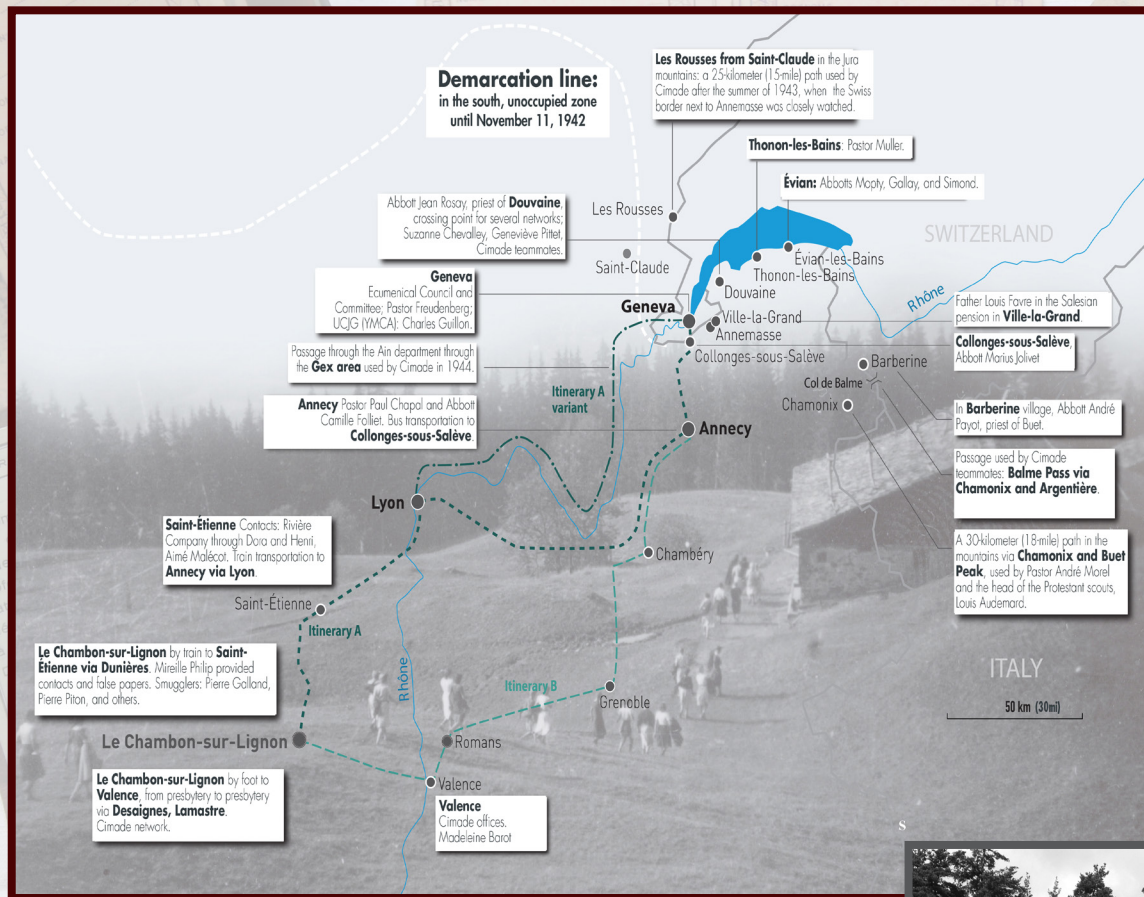 Demarcation line:
in the south, unoccupied zone
until November 11, 1942
Les Rousses from Saint-Claude in the Jura
mountains: a 25-kilometer (15-mile) path used by
Cimade after the summer of 1943, when the Swiss
border next to Annemasse was closely watched.
Thonon-les-Bains: Pastor Muller.
Évian: Abbotts Mopty, Gallay, and Simond.
Abbott Jean Rosay, priest of Douvaine,
crossing point for several networks;
Suzanne Chevalley, Geneviève Pittet,
Cimade teammates.
Les Rousses
SWITZERLAND
Saint-Claude
Évian-les-Bains
Thonon-les-Bains
Douvaine
Rhône
Geneva
Ecumenical Council and
Committee; Pastor Freudenberg;
UCJG (YMCA): Charles Guillon.
Geneva
Ville-la-Grand
Annemasse
Collonges-sous-Salève
Father Louis Favre in the Salesian
pension in Ville-la-Grand.
Collonges-sous-Salève,
Abbott Marius Jolivet
Passage through the Ain department through
the Gex area used by Cimade in 1944.
Barberine
Col de Balme
Chamonix
Itinerary A
variant
Annecy Pastor Paul Chapal and Abbott
Camille Folliet. Bus transportation to
Collonges-sous-Salève.
Annecy
In Barberine village, Abbott André
Payot, priest of Buet.
Passage used by Cimade
teammates: Balme Pass via
Chamonix and Argentière.
Lyon
Saint-Étienne Contacts: Rivière
Company through Dora and Henri,
Aimé Malécot. Train transportation to
Annecy via Lyon.
Chambéry
A 30-kilometer (18-mile) path in the
mountains via Chamonix and Buet
Peak, used by Pastor André Morel
and the head of the Protestant scouts,
Louis Audemard.
Saint-Étienne
Itinerary A
Le Chambon-sur-Lignon by train to Saint-
Étienne via Dunières. Mireille Philip provided
contacts and false papers. Smugglers: Pierre Galland,
Pierre Piton, and others.
Rhône
Itinerary B
Grenoble
ITALY
50 km (30mi)
Le Chambon-sur-Lignon
Romans
Le Chambon-sur-Lignon by foot to
Valence, from presbytery to presbytery
via Desaignes, Lamastre.
Cimade network.
Valence
Valence
Cimade offices.
Madeleine Barot
s